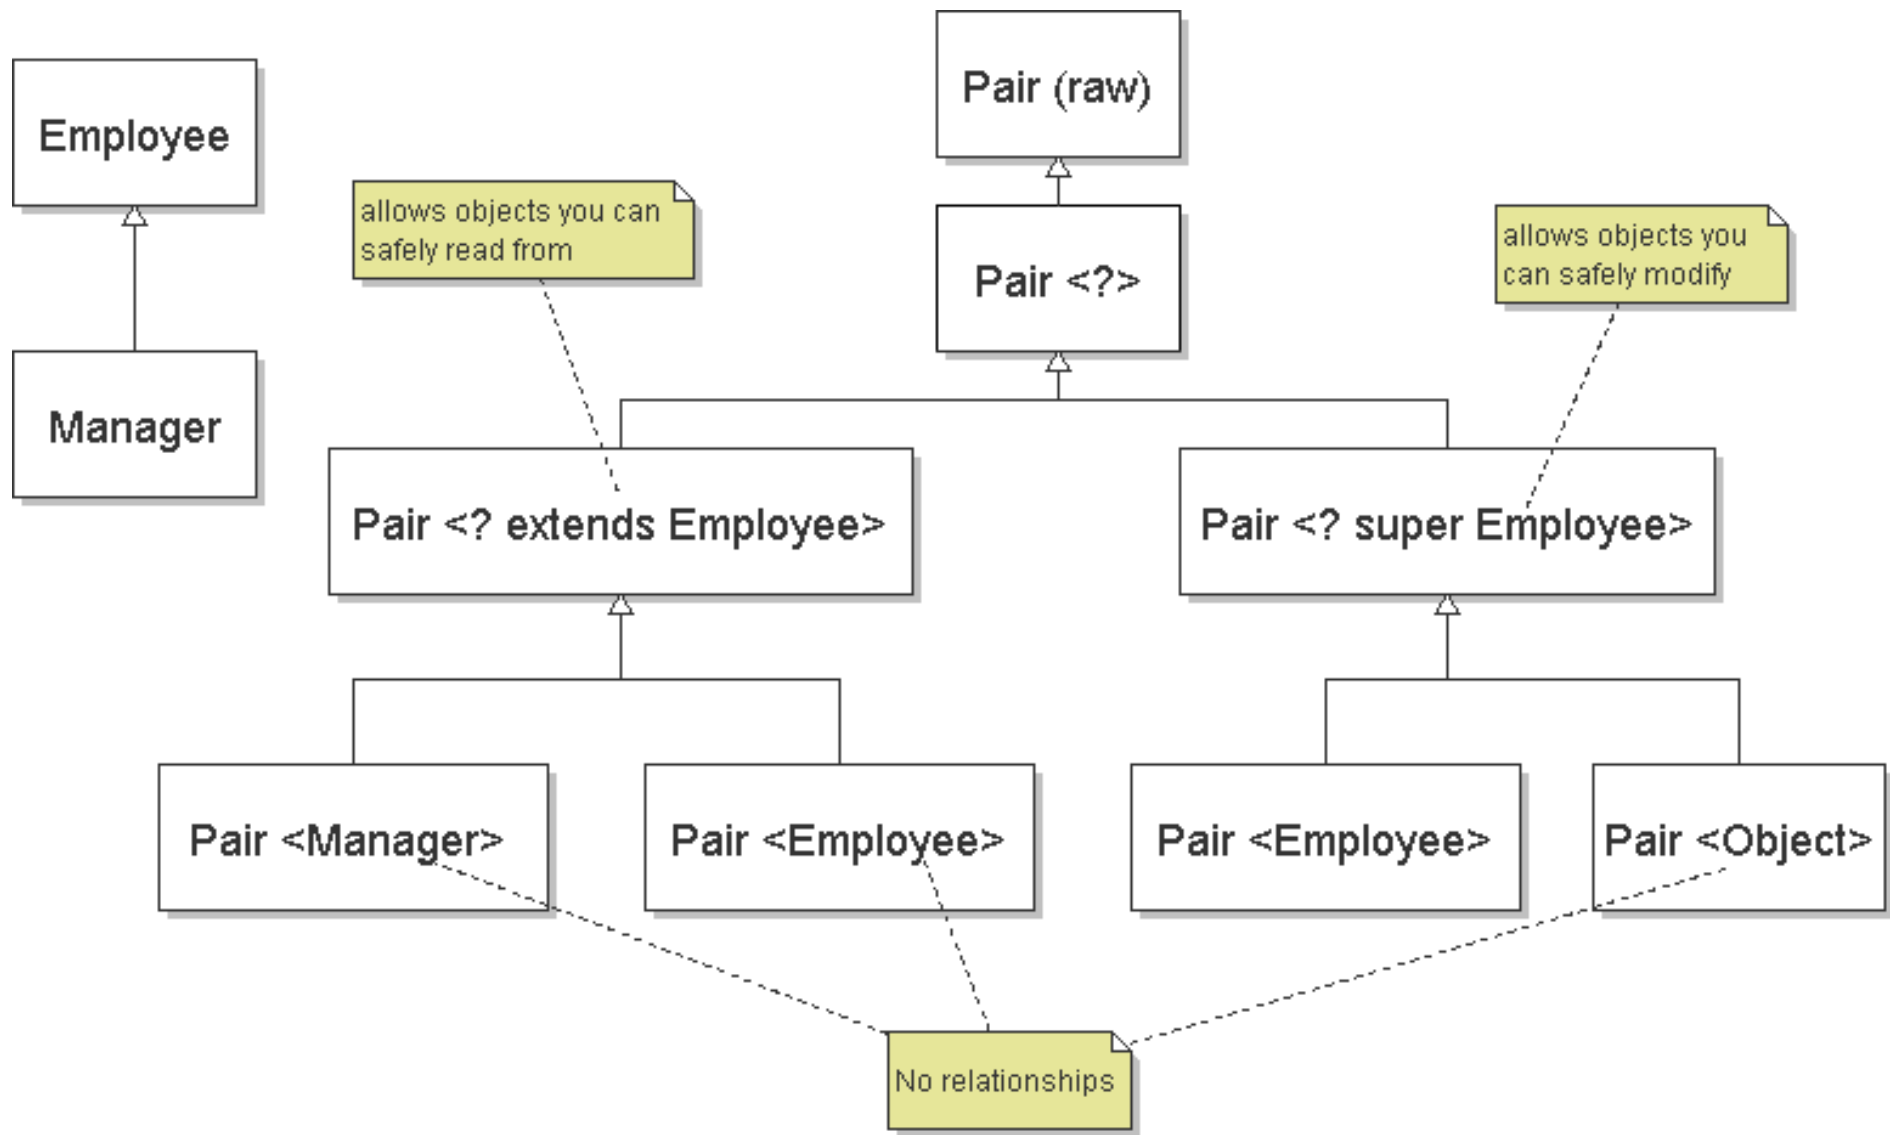 Pair (raw)
Employee
allows objects you can
safely read from
allows objects you
can safely modify
Pair <?>
Manager
Pair <? extends Employee>
Pair <? super Employee>
Pair <Manager>
Pair <Employee>
Pair <Employee>
Pair <Object>
No relationships